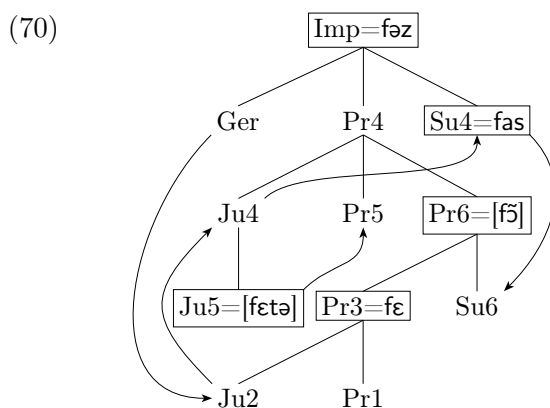 (70)
Imp=fəz
Ger Pr4 Su4=fas
Ju4 Pr5 Pr6=[fɔ̃]
Ju5=[fɛtə] Pr3=fɛ Su6
Ju2 Pr1